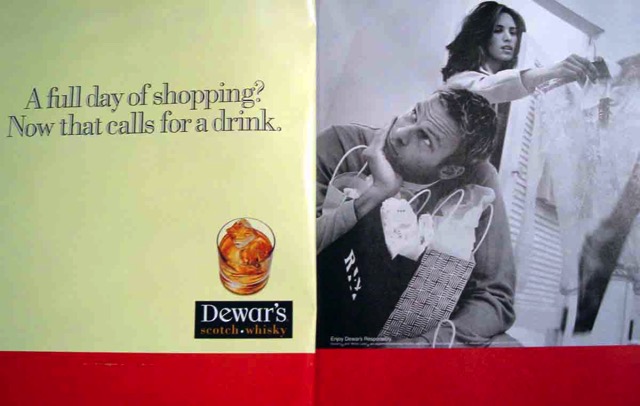 A full day of shopping?
Now that calls for a drink.
Dewar's
scotch • whisky
Enjoy Dewar's Responsibly